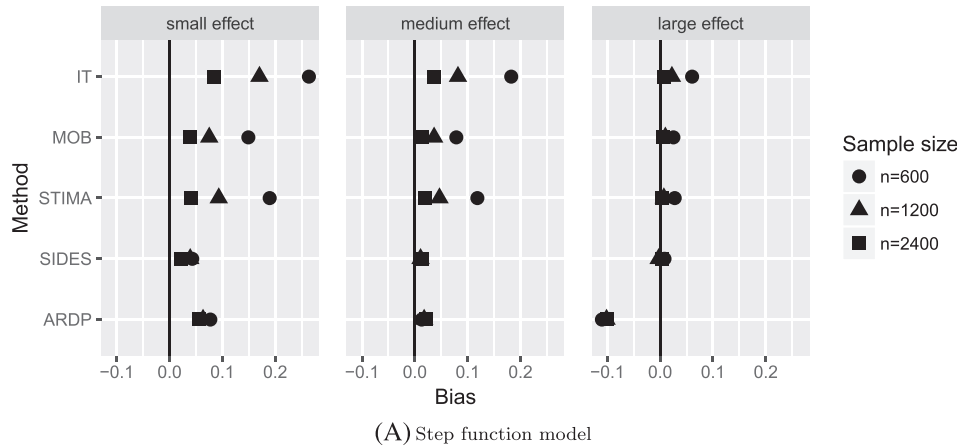 small effect medium effect large effect
IT
MOB
STIMA
SIDES
ARDP
Method
−0.1 0.0 0.1 0.2 −0.1 0.0 0.1 0.2 −0.1 0.0 0.1 0.2
Bias
Sample size
n=600
n=1200
n=2400
(A) Step function model